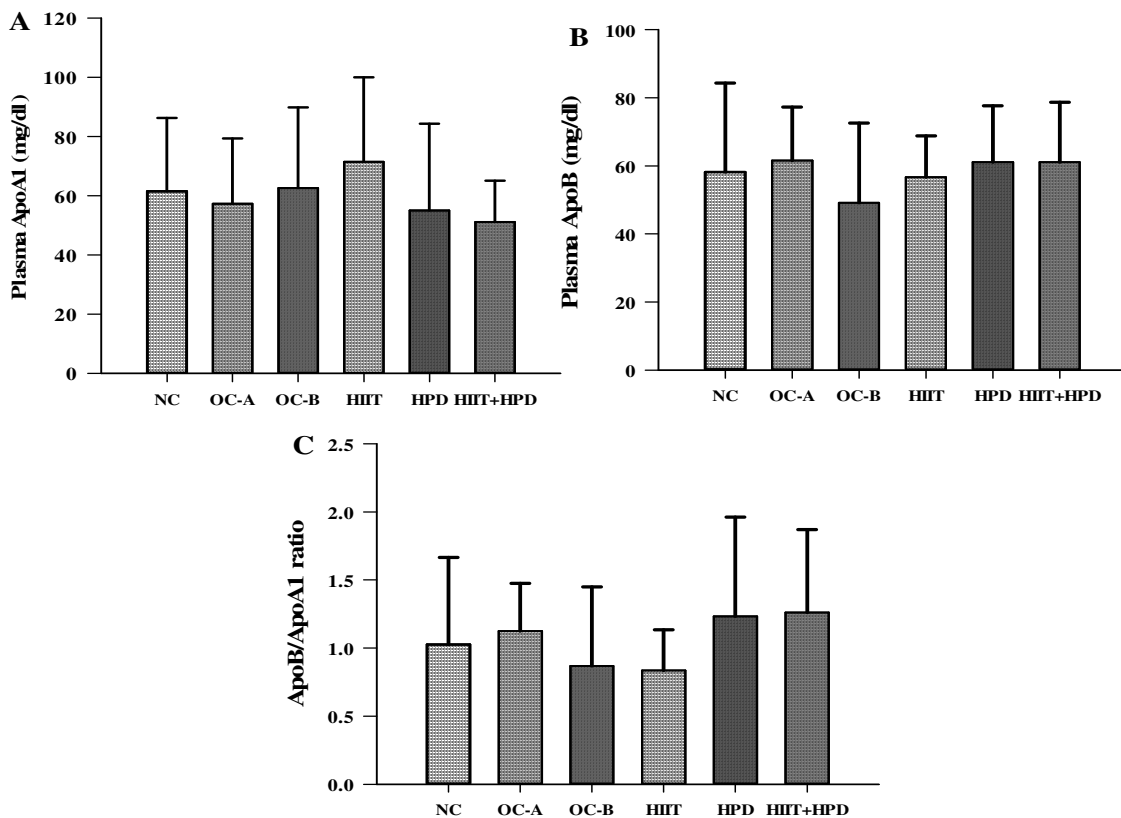 A
Plasma ApoA1 (mg/dl)
120
100
80
60
40
20
0
NC OC-A OC-B HIIT HPD HIIT+HPD
B
Plasma ApoB (mg/dl)
100
80
60
40
20
0
NC OC-A OC-B HIIT HPD HIIT+HPD
C
ApoB/ApoA1 ratio
2.5
2.0
1.5
1.0
0.5
0.0
NC OC-A OC-B HIIT HPD HIIT+HPD